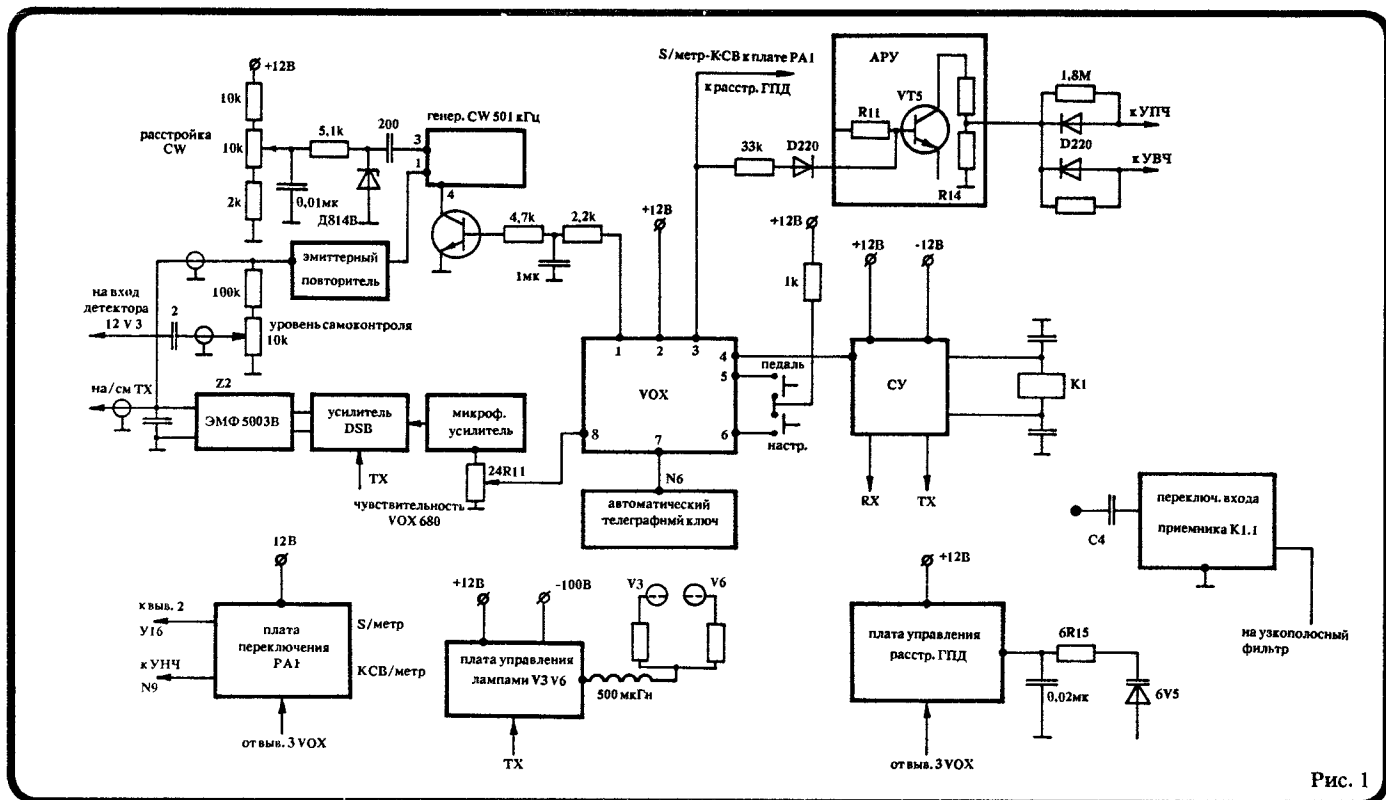 +12В
10k
расстройка
CW
10k
2k
5,1k
200
0,01мк
Д814В
генер. CW 501 кГц
3
1
4
4,7k
2,2k
1мк
S/метр-КСВ к плате РА1
к расстр. ГПД
33k
D220
АРУ
VT5
R11
R14
1,8М
к УПЧ
D220
к УВЧ
эмиттерный
повторитель
100k
на вход
детектора
12 V 3
2
уровень самоконтроля
10k
на/см ТХ
Z2
ЭМФ 5003В
усилитель
DSB
ТХ
микроф.
усилитель
24R11
чувствительность
VOX 680
+12В
1
2
3
4
5
6
7
8
VOX
N6
автоматический
телеграфный ключ
+12В
1k
педаль
настр.
+12В
-12В
СУ
К1
RX
TX
С4
переключ. входа
приемника К1.1
на узкополосный
фильтр
12В
к выв. 2
У16
к УНЧ
N9
плата
переключения
РА1
S/метр
КСВ/метр
от выв. 3 VOX
+12В
-100В
плата управления
лампами V3 V6
500 мкГн
V3
V6
ТХ
+12В
плата управления
расстр. ГПД
6R15
0,02мк
6V5
от выв. 3 VOX
Рис. 1